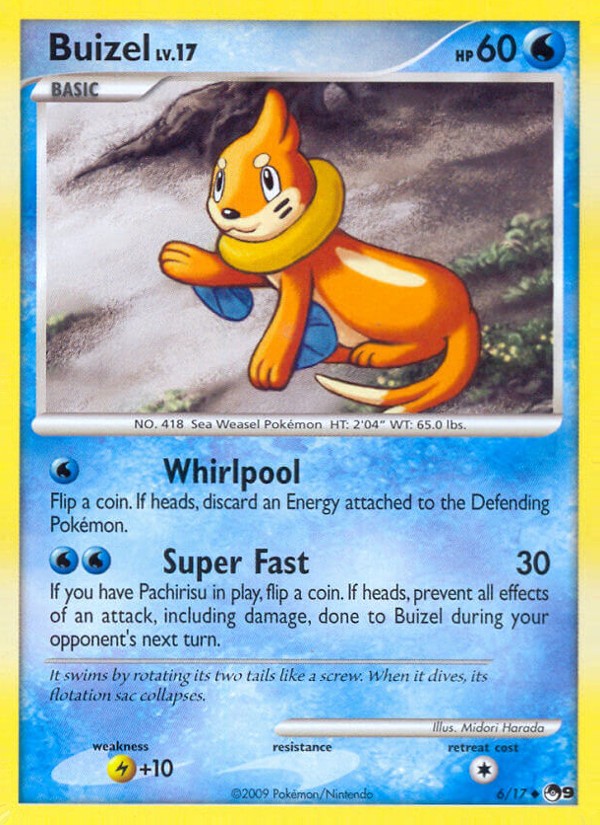 Buizel LV.17 HP 60
BASIC
NO. 418 Sea Weasel Pokémon HT: 2'04" WT: 65.0 lbs.
Whirlpool
Flip a coin. If heads, discard an Energy attached to the Defending
Pokémon.
Super Fast 30
If you have Pachirisu in play, flip a coin. If heads, prevent all effects
of an attack, including damage, done to Buizel during your
opponent's next turn.
It swims by rotating its two tails like a screw. When it dives, its
flotation sac collapses.
Illus. Midori Harada
weakness resistance retreat cost
+10
©2009 Pokémon/Nintendo 6/17 ◆ 9